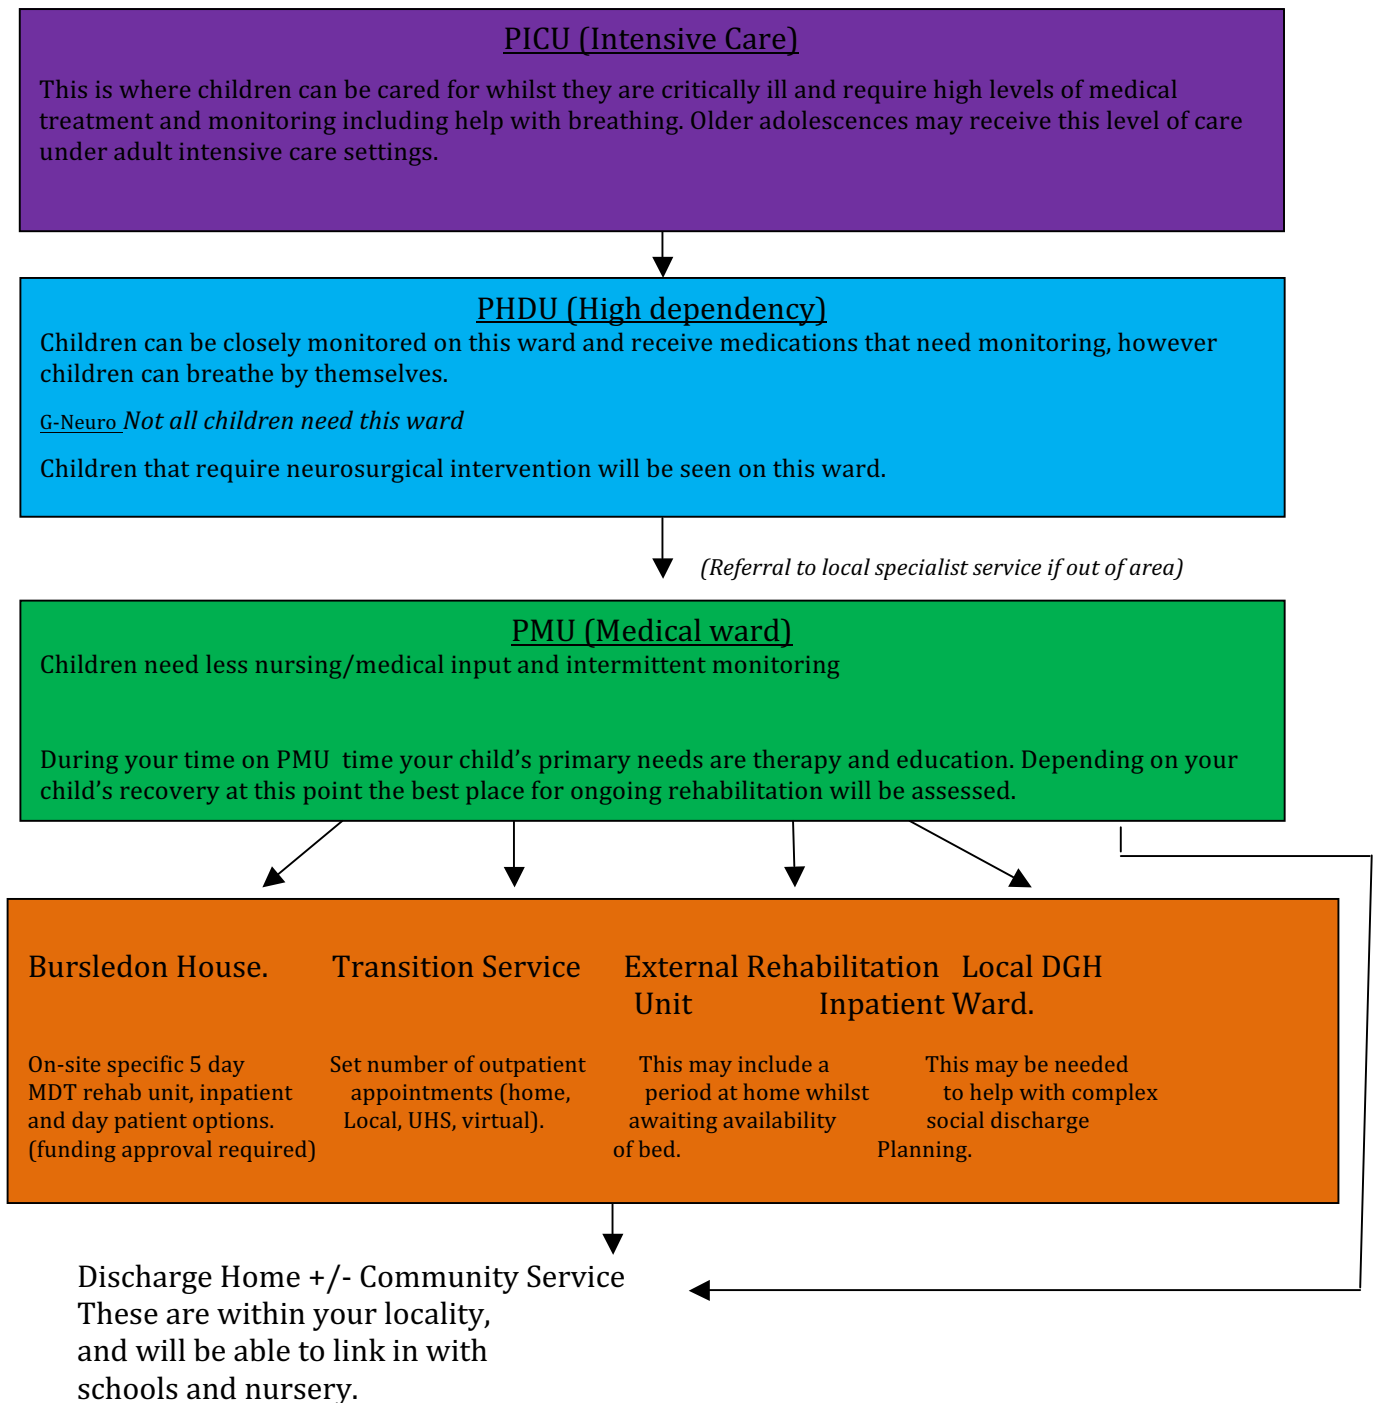 PICU (Intensive Care)
This is where children can be cared for whilst they are critically ill and require high levels of medical
treatment and monitoring including help with breathing. Older adolescences may receive this level of care
under adult intensive care settings.
PHDU (High dependency)
Children can be closely monitored on this ward and receive medications that need monitoring, however
children can breathe by themselves.
G-Neuro Not all children need this ward
Children that require neurosurgical intervention will be seen on this ward.
(Referral to local specialist service if out of area)
PMU (Medical ward)
Children need less nursing/medical input and intermittent monitoring
During your time on PMU  time your child’s primary needs are therapy and education. Depending on your
child’s recovery at this point the best place for ongoing rehabilitation will be assessed.
Bursledon House. Transition Service External Rehabilitation Local DGH
Unit Inpatient Ward.
On-site specific 5 day Set number of outpatient This may include a This may be needed
MDT rehab unit, inpatient appointments (home, period at home whilst to help with complex
and day patient options. Local, UHS, virtual). awaiting availability social discharge
(funding approval required) of bed. Planning.
Discharge Home +/- Community Service
These are within your locality,
and will be able to link in with
schools and nursery.